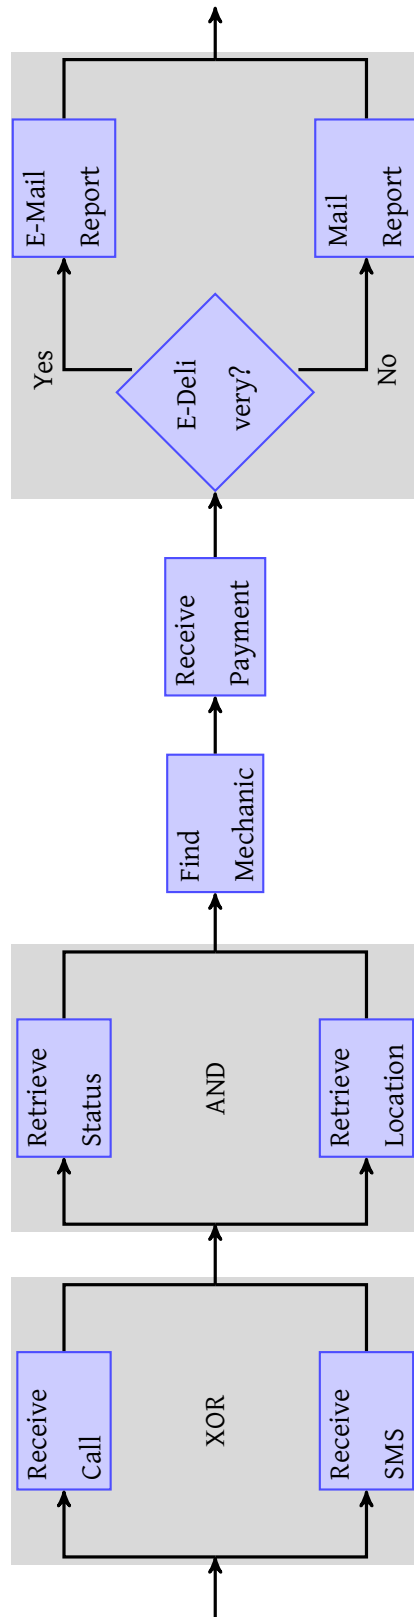 Receive
Call
XOR
Receive
SMS
Retrieve
Status
AND
Retrieve
Location
Find
Mechanic
Receive
Payment
E-Deli
very?
Yes
No
E-Mail
Report
Mail
Report